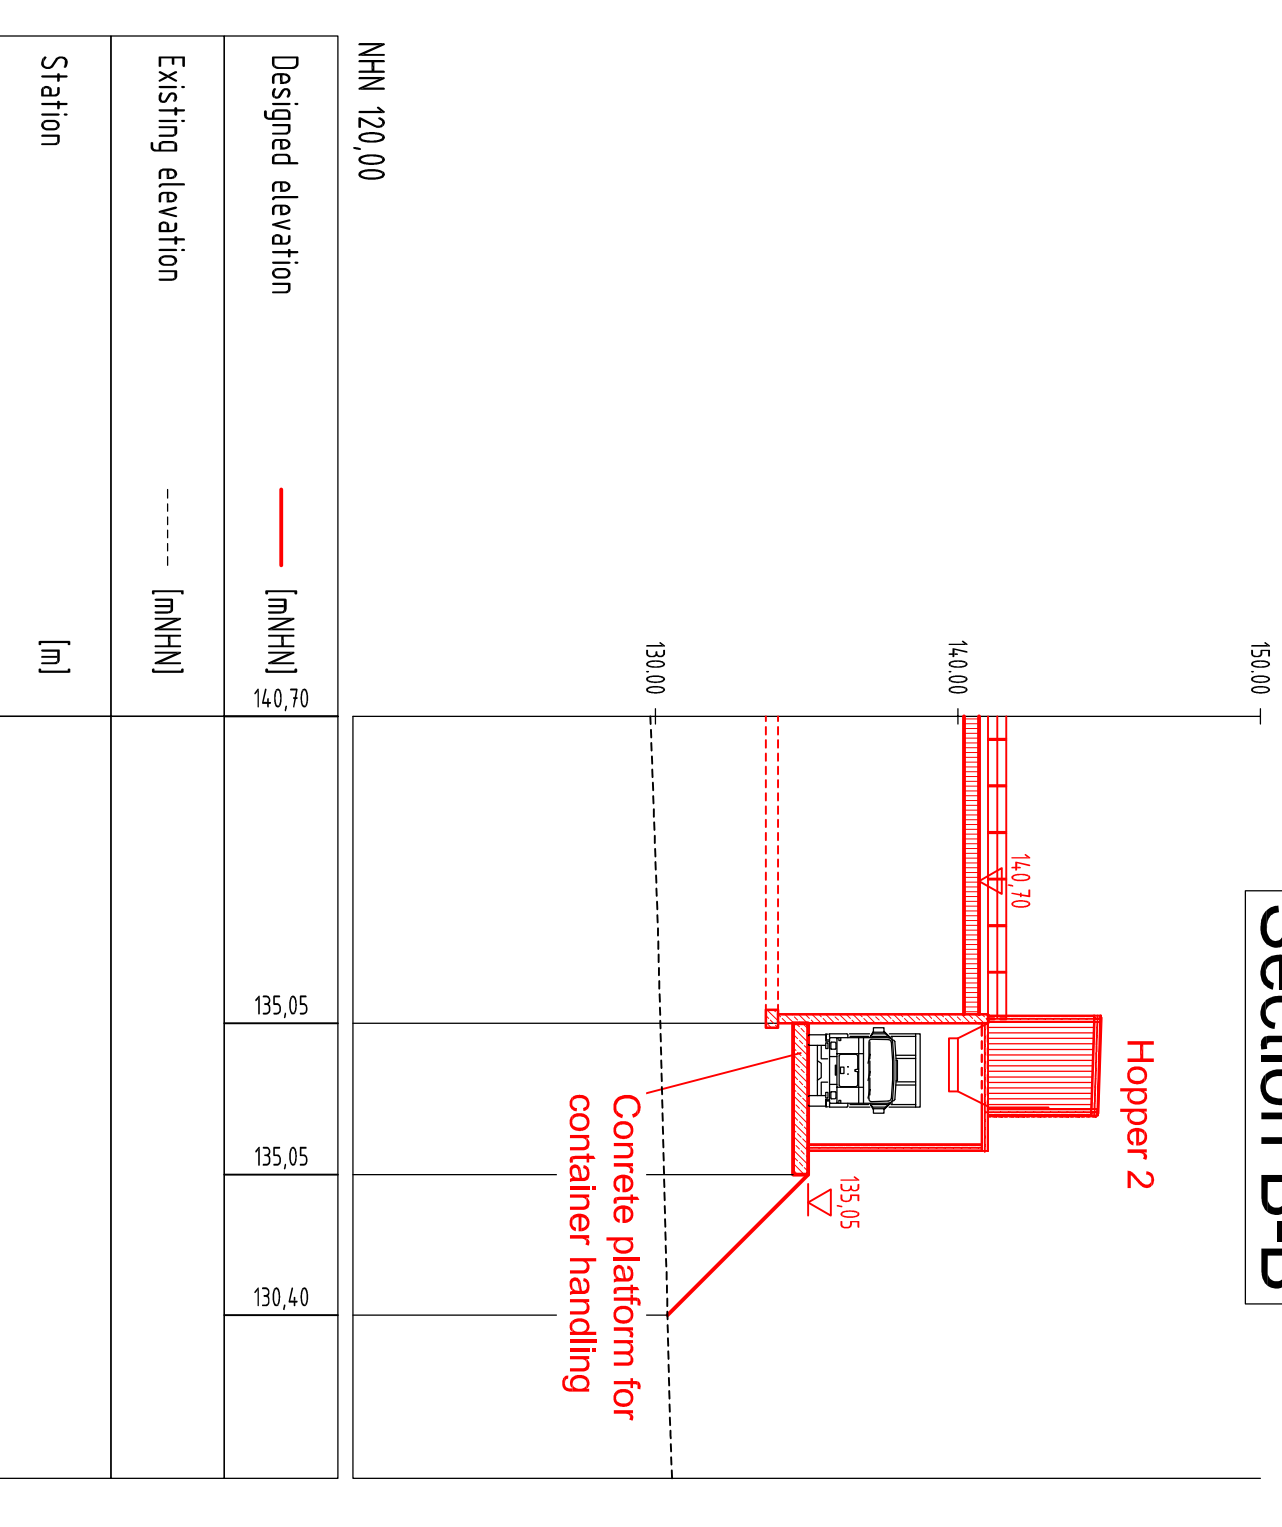 Section B-B
150.00
Hopper 2
140,70
140.00
135,05
130.00
Conrete platform for
container handling
NHN 120,00
Designed elevation [mNHN]
140,70 135,05 135,05 130,40
Existing elevation [mNHN]
Station [m]